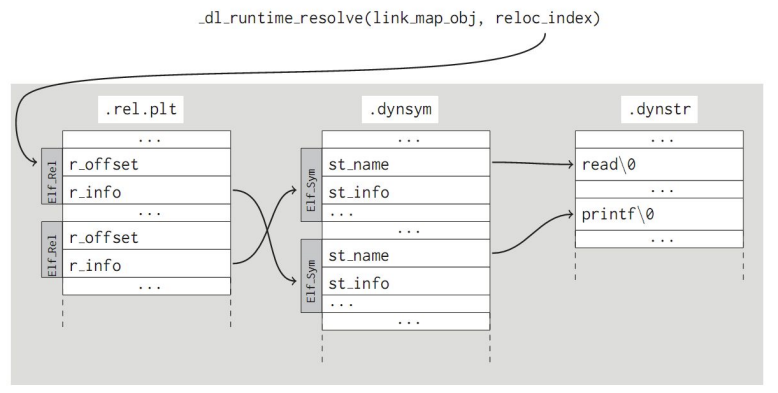 _dl_runtime_resolve(link_map_obj, reloc_index)
.rel.plt
...
Elf_Rel
r_offset
r_info
...
Elf_Rel
r_offset
r_info
...
.dynsym
...
Elf_Sym
st_name
st_info
...
...
Elf_Sym
st_name
st_info
...
...
.dynstr
...
read\0
...
printf\0
...